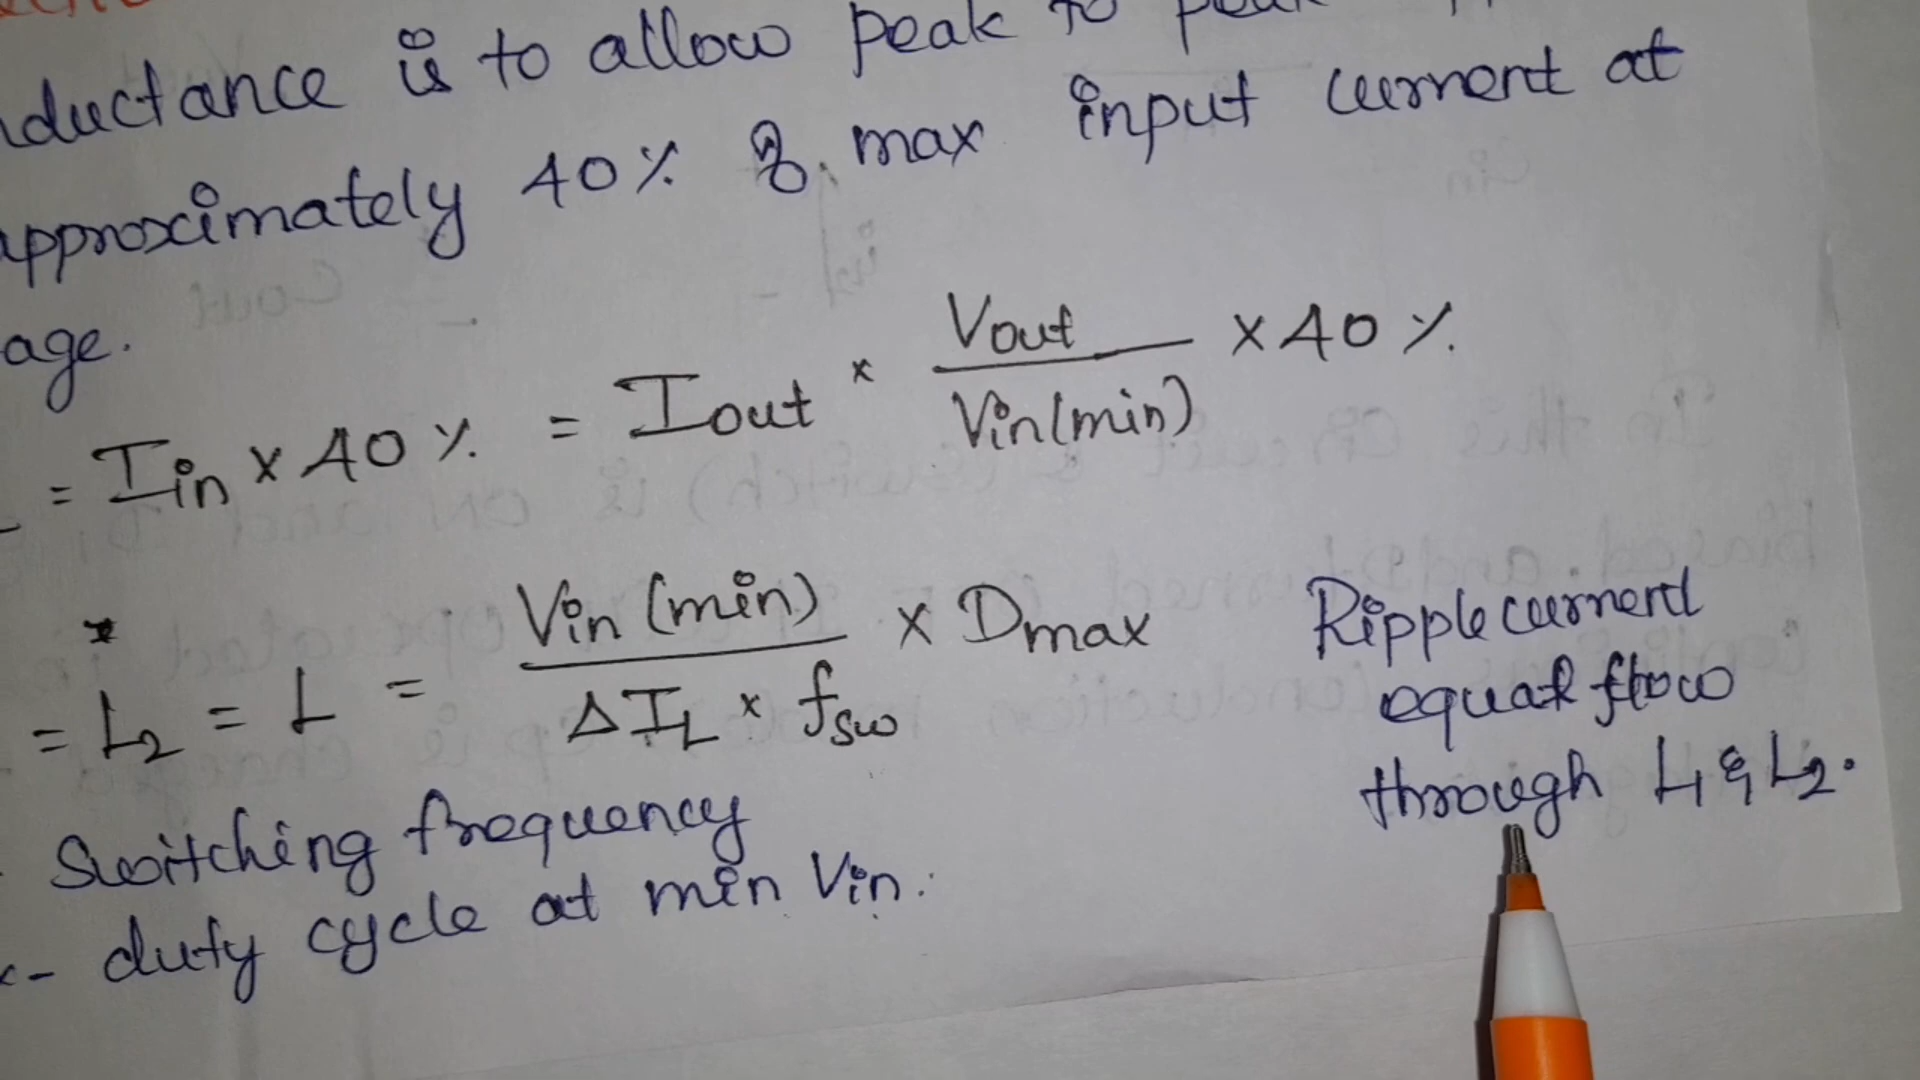 ductance is to allow peak to peak
approximately 40% of max input current at
age.
= Iin × 40% = Iout × Vout / Vin(min) × 40%
= L2 = L = Vin (min) / ΔIL × fsw × Dmax
Ripple current
equal flow
through L1 & L2.
Switching frequency
- duty cycle at min Vin.